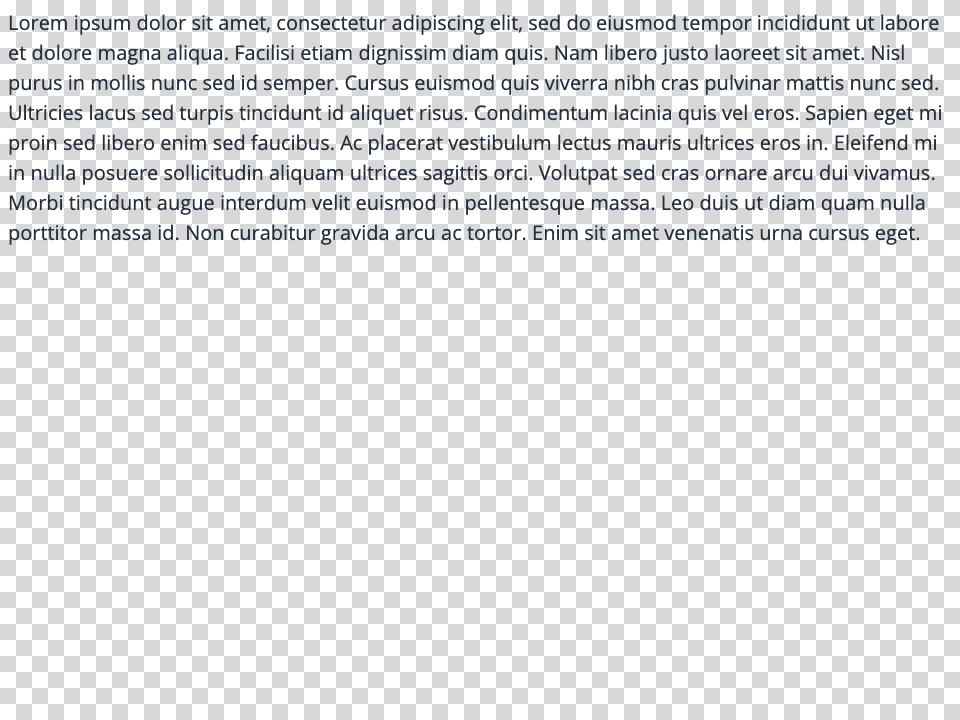 Lorem ipsum dolor sit amet, consectetur adipiscing elit, sed do eiusmod tempor incididunt ut labore
et dolore magna aliqua. Facilisi etiam dignissim diam quis. Nam libero justo laoreet sit amet. Nisl
purus in mollis nunc sed id semper. Cursus euismod quis viverra nibh cras pulvinar mattis nunc sed.
Ultricies lacus sed turpis tincidunt id aliquet risus. Condimentum lacinia quis vel eros. Sapien eget mi
proin sed libero enim sed faucibus. Ac placerat vestibulum lectus mauris ultrices eros in. Eleifend mi
in nulla posuere sollicitudin aliquam ultrices sagittis orci. Volutpat sed cras ornare arcu dui vivamus.
Morbi tincidunt augue interdum velit euismod in pellentesque massa. Leo duis ut diam quam nulla
porttitor massa id. Non curabitur gravida arcu ac tortor. Enim sit amet venenatis urna cursus eget.